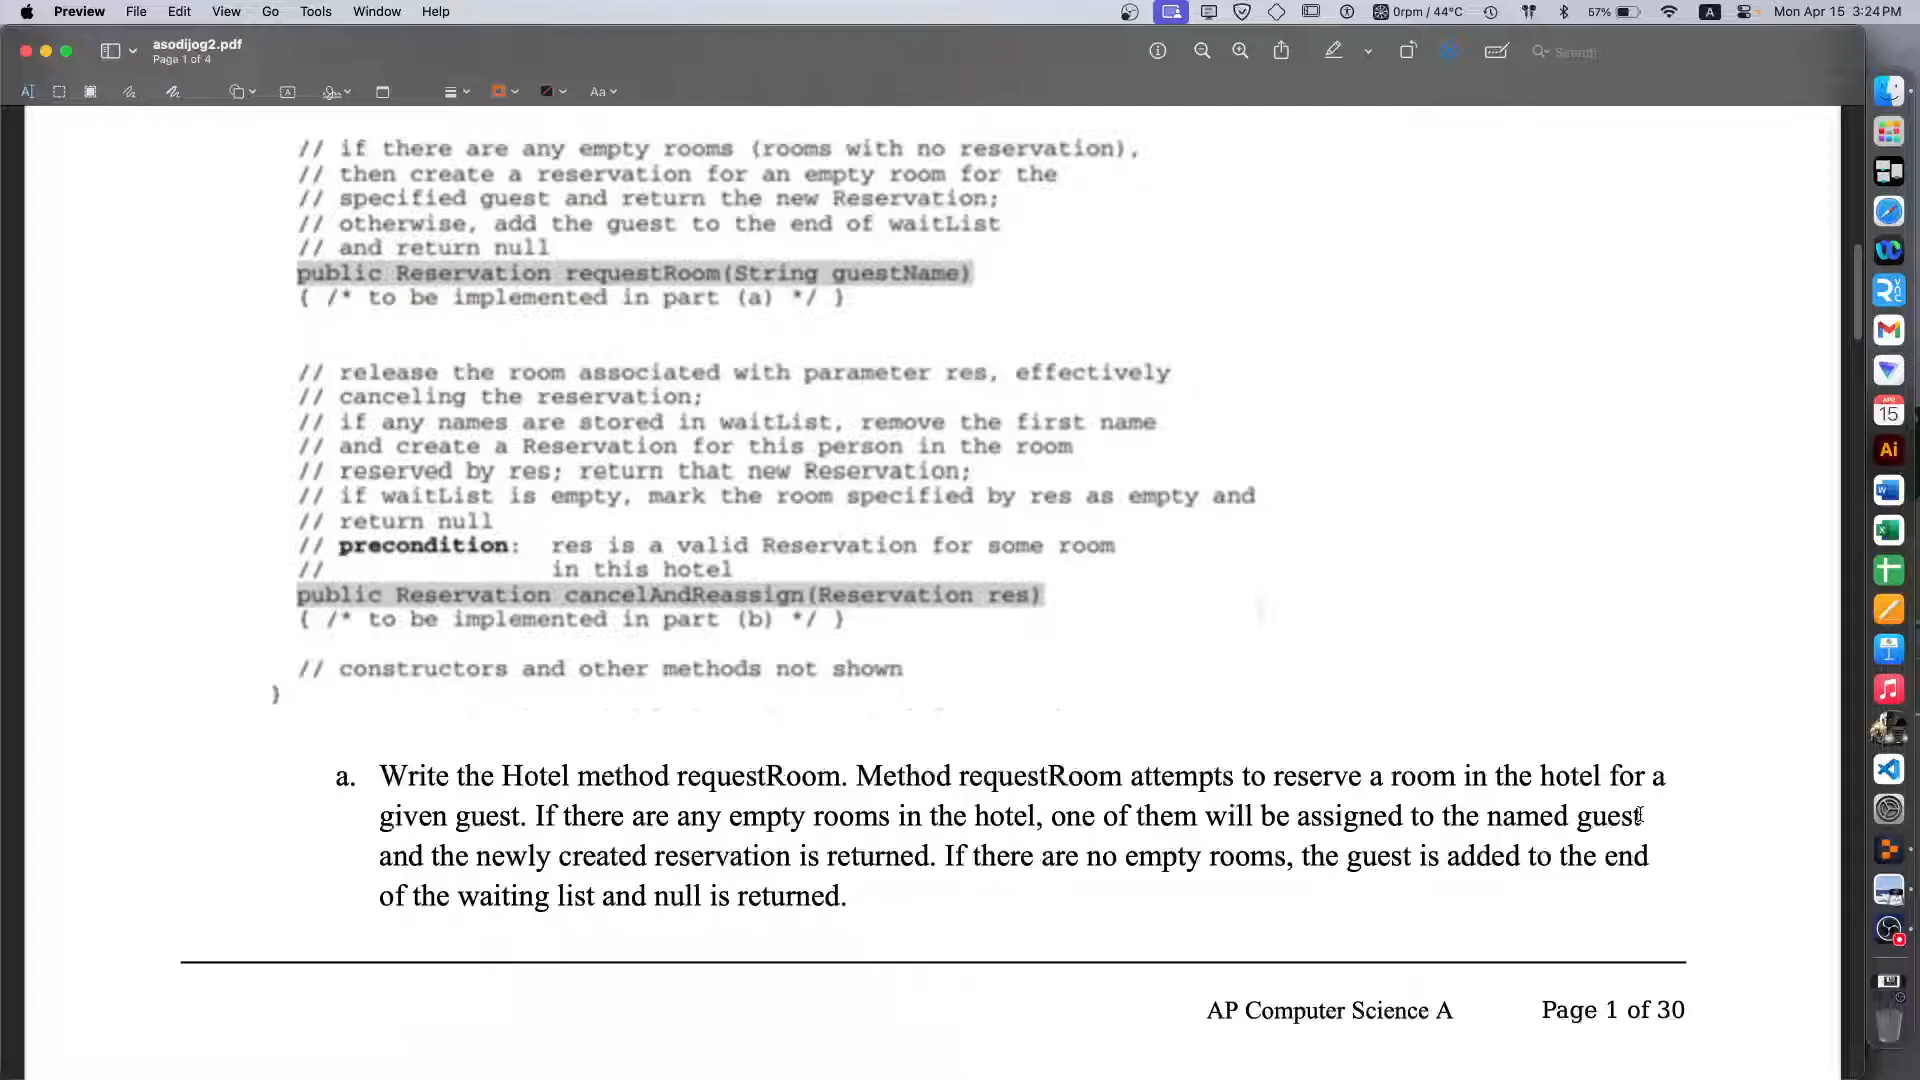 Preview File Edit View Go Tools Window Help
0rpm / 44°C 57% A Mon Apr 15 3:24 PM
asodijog2.pdf
Page 1 of 4
Search
A
Aa
// if there are any empty rooms (rooms with no reservation),
// then create a reservation for an empty room for the
// specified guest and return the new Reservation;
// otherwise, add the guest to the end of waitList
// and return null
public Reservation requestRoom(String guestName)
{ /* to be implemented in part (a) */ }
// release the room associated with parameter res, effectively
// canceling the reservation;
// if any names are stored in waitList, remove the first name
// and create a Reservation for this person in the room
// reserved by res; return that new Reservation;
// if waitList is empty, mark the room specified by res as empty and
// return null
// precondition: res is a valid Reservation for some room
// in this hotel
public Reservation cancelAndReassign(Reservation res)
{ /* to be implemented in part (b) */ }
// constructors and other methods not shown
}
a. Write the Hotel method requestRoom. Method requestRoom attempts to reserve a room in the hotel for a
given guest. If there are any empty rooms in the hotel, one of them will be assigned to the named guest
and the newly created reservation is returned. If there are no empty rooms, the guest is added to the end
of the waiting list and null is returned.
AP Computer Science A Page 1 of 30
APR
15
Ai